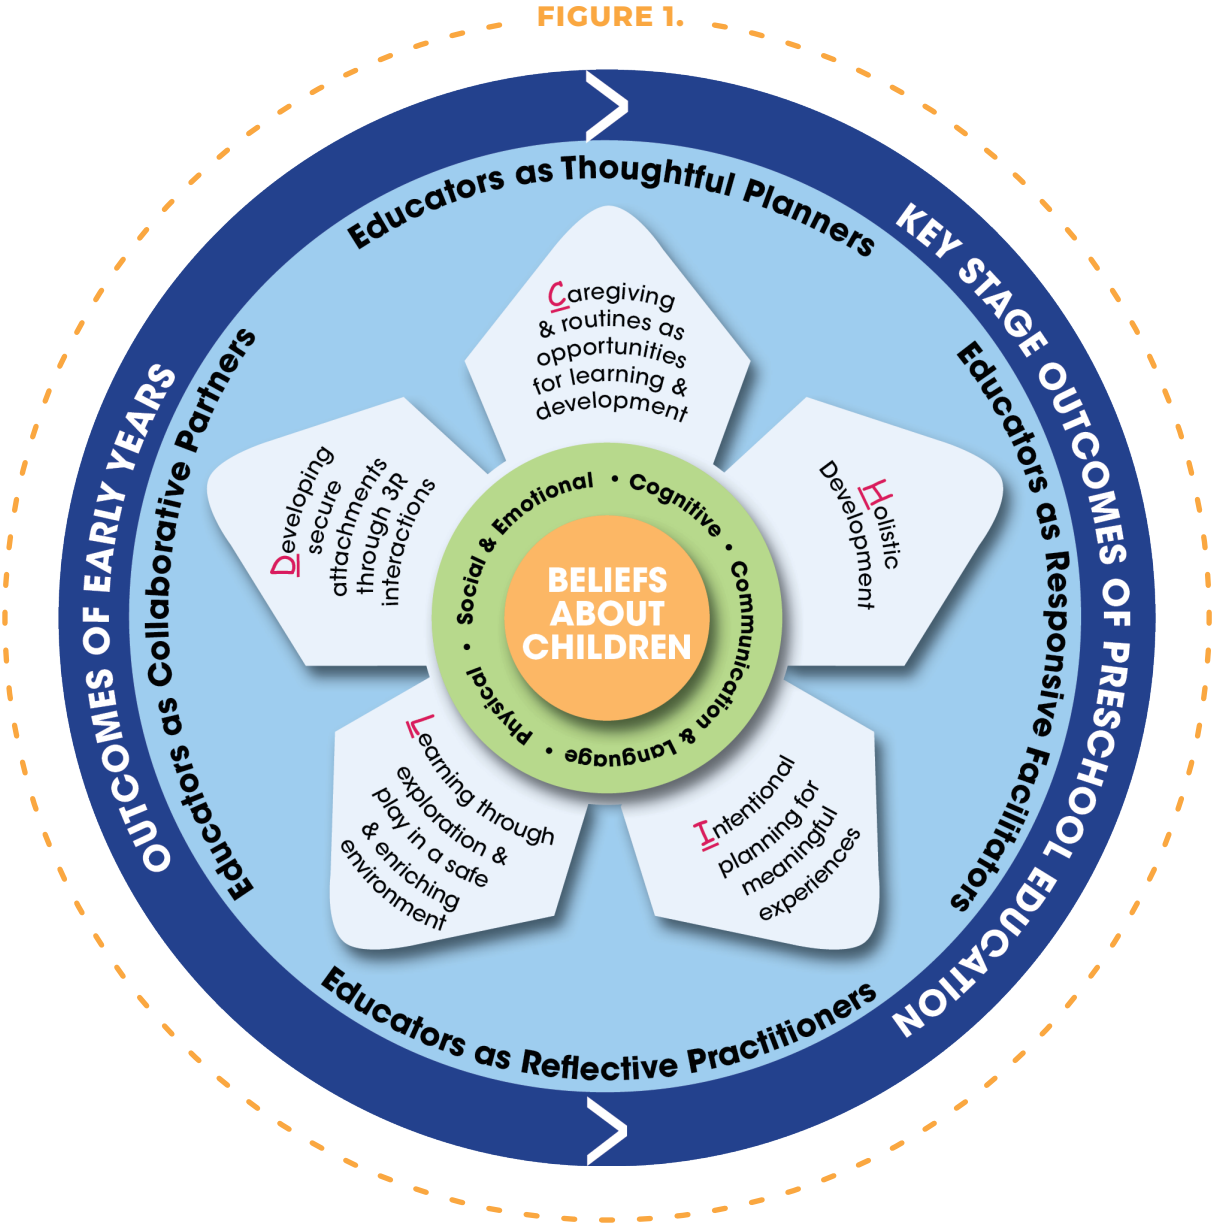 FIGURE 1.
Educators as Thoughtful Planners
KEY STAGE OUTCOMES OF PRESCHOOL EDUCATION
Educators as Responsive Facilitators
OUTCOMES OF EARLY YEARS
Educators as Collaborative Partners
Educators as Reflective Practitioners
Caregiving
& routines as
opportunities
for learning &
development
Holistic
Development
Intentional
planning for
meaningful
experiences
Learning through
exploration &
play in a safe
& enriching
environment
Developing
secure
attachments
through 3R
interactions
Social & Emotional • Cognitive • Communication & Language • Physical •
BELIEFS
ABOUT
CHILDREN